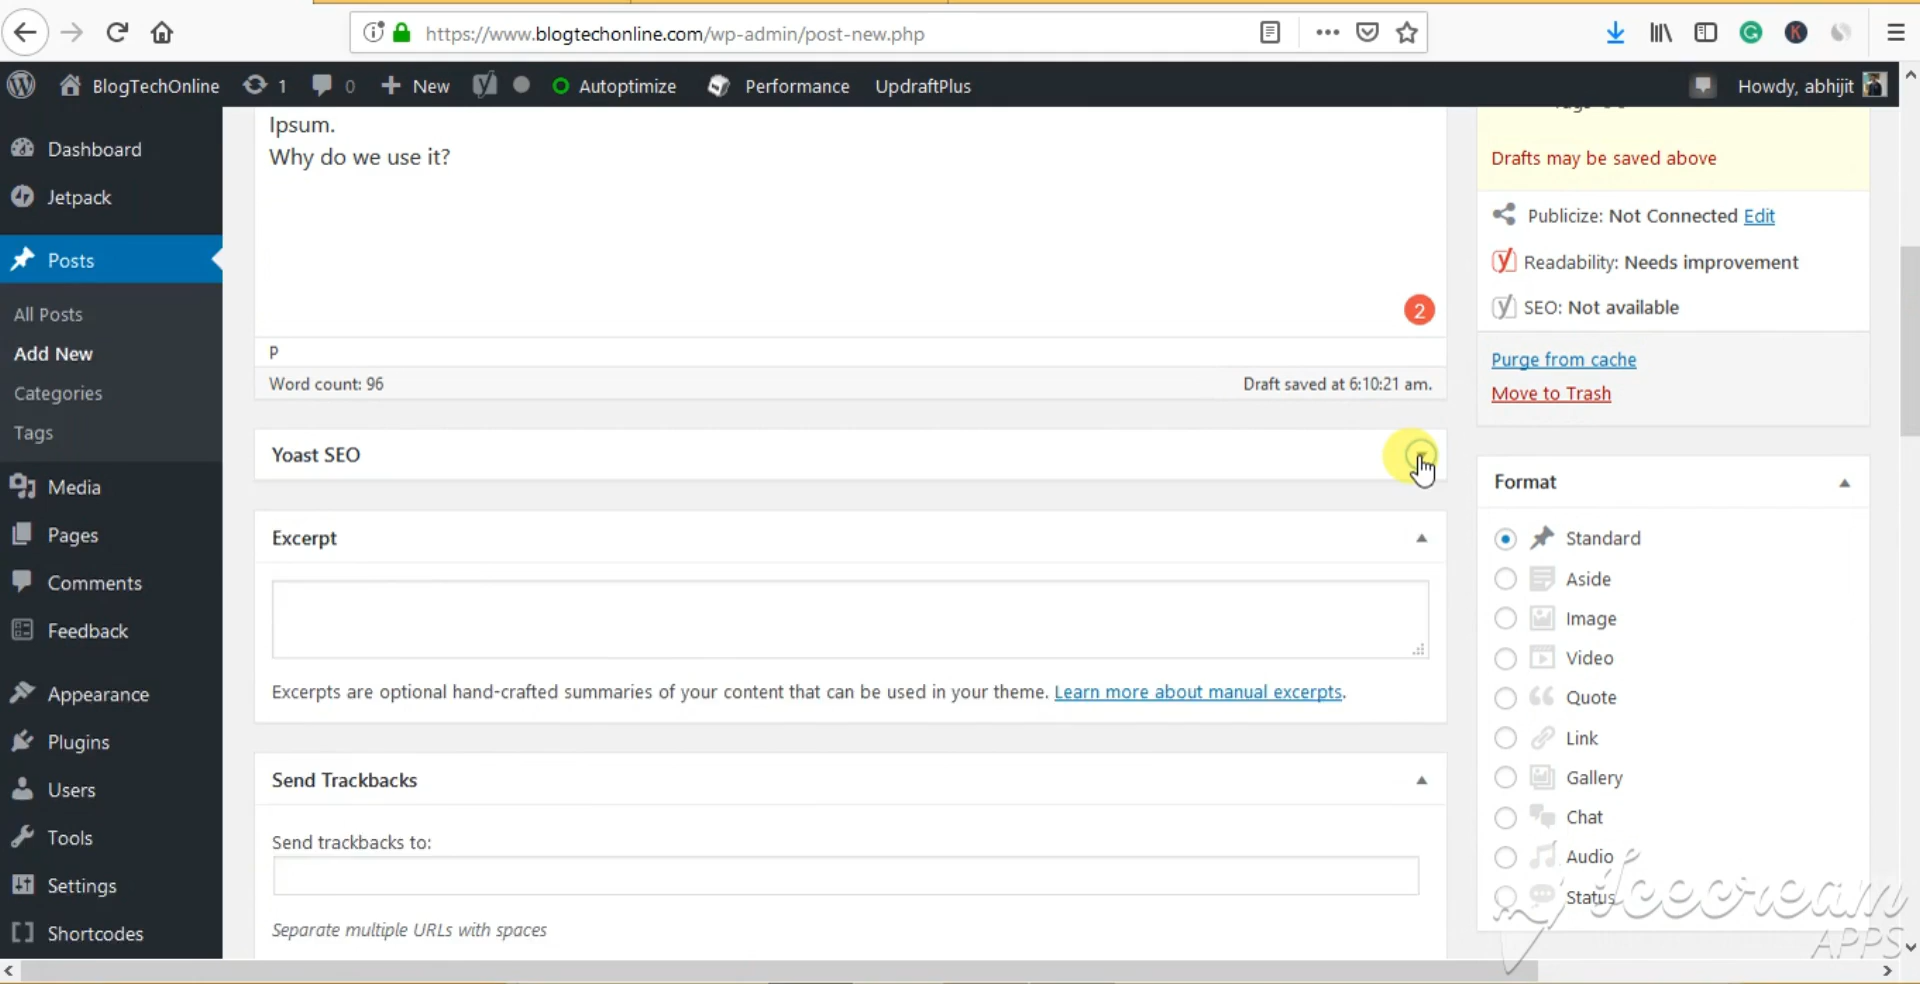 https://www.blogtechonline.com/wp-admin/post-new.php
BlogTechOnline 1 0 New Autoptimize Performance UpdraftPlus Howdy, abhijit
Dashboard
Jetpack
Posts
All Posts
Add New
Categories
Tags
Media
Pages
Comments
Feedback
Appearance
Plugins
Users
Tools
Settings
Shortcodes
Ipsum.
Why do we use it?
2
P
Word count: 96 Draft saved at 6:10:21 am.
Yoast SEO
Excerpt
Excerpts are optional hand-crafted summaries of your content that can be used in your theme. Learn more about manual excerpts.
Send Trackbacks
Send trackbacks to:
Separate multiple URLs with spaces
Drafts may be saved above
Publicize: Not Connected Edit
Readability: Needs improvement
SEO: Not available
Purge from cache
Move to Trash
Format
Standard
Aside
Image
Video
Quote
Link
Gallery
Chat
Audio
Status
Icecream
APPS